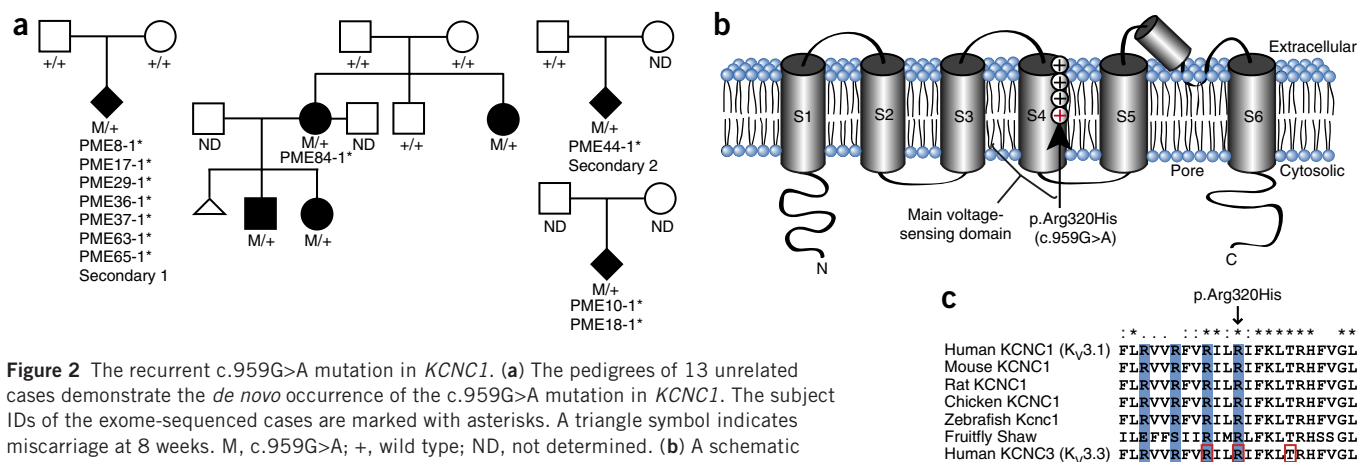 a
+/+ +/+
M/+
PME8-1*
PME17-1*
PME29-1*
PME36-1*
PME37-1*
PME63-1*
PME65-1*
Secondary 1
+/+ +/+
ND M/+ ND +/+ M/+
PME84-1*
M/+ M/+
+/+ ND
M/+
PME44-1*
Secondary 2
ND ND
M/+
PME10-1*
PME18-1*
b
Extracellular
S1 S2 S3 S4 S5 S6
+
+
+
+
Pore Cytosolic
Main voltage-
sensing domain
p.Arg320His
(c.959G>A)
N
C
c
p.Arg320His
:*... ::**:.*:****** **
Human KCNC1 (KV3.1) FLRVVRFVRILRIFKLTRHFVGL
Mouse KCNC1 FLRVVRFVRILRIFKLTRHFVGL
Rat KCNC1 FLRVVRFVRILRIFKLTRHFVGL
Chicken KCNC1 FLRVVRFVRILRIFKLTRHFVGL
Zebrafish Kcnc1 FLRVVRFVRILRIFKLTRHFVGL
Fruitfly Shaw ILEFFSIIRIMRLFKLTRHSSGL
Human KCNC3 (KV3.3) FLRVVRFVRILRIFKLTRHFVGL
Figure 2 The recurrent c.959G>A mutation in KCNC1. (a) The pedigrees of 13 unrelated
cases demonstrate the de novo occurrence of the c.959G>A mutation in KCNC1. The subject
IDs of the exome-sequenced cases are marked with asterisks. A triangle symbol indicates
miscarriage at 8 weeks. M, c.959G>A; +, wild type; ND, not determined. (b) A schematic